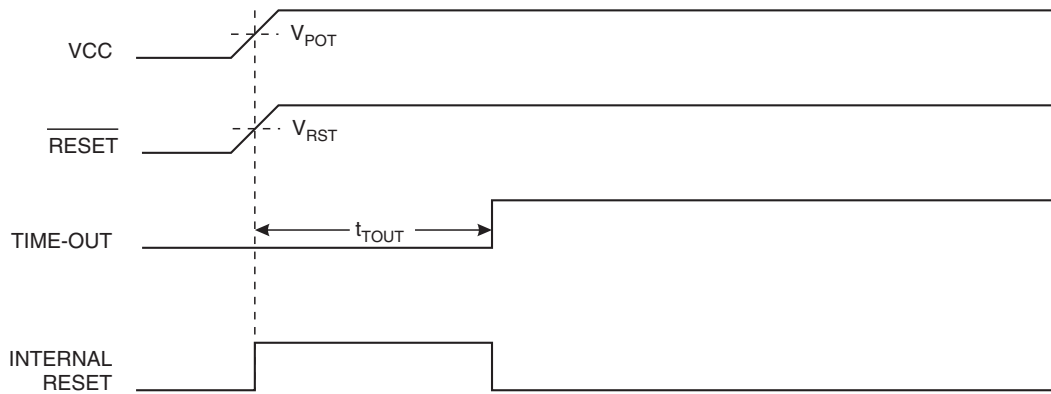 VCC
V_POT
RESET
V_RST
TIME-OUT
t_TOUT
INTERNAL
RESET